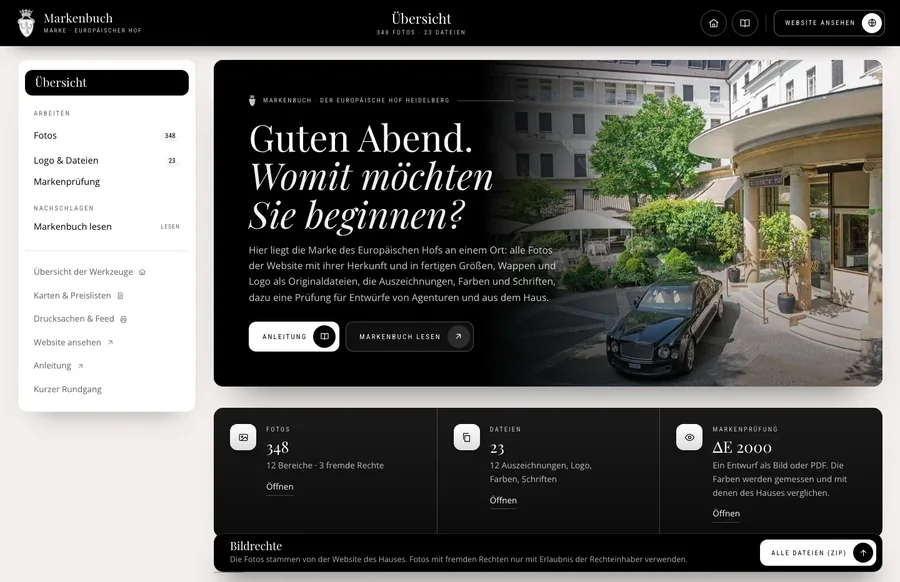 Markenbuch
MARKE · EUROPÄISCHER HOF
Übersicht
348 FOTOS · 23 DATEIEN
WEBSITE ANSEHEN
Übersicht
ARBEITEN
Fotos 348
Logo & Dateien 23
Markenprüfung
NACHSCHLAGEN
Markenbuch lesen LESEN
Übersicht der Werkzeuge
Karten & Preislisten
Drucksachen & Feed
Website ansehen
Anleitung
Kurzer Rundgang
MARKENBUCH · DER EUROPÄISCHE HOF HEIDELBERG
Guten Abend.
Womit möchten
Sie beginnen?
Hier liegt die Marke des Europäischen Hofs an einem Ort: alle Fotos
der Website mit ihrer Herkunft und in fertigen Größen, Wappen und
Logo als Originaldateien, die Auszeichnungen, Farben und Schriften,
dazu eine Prüfung für Entwürfe von Agenturen und aus dem Haus.
ANLEITUNG
MARKENBUCH LESEN
FOTOS
348
12 Bereiche · 3 fremde Rechte
Öffnen
DATEIEN
23
12 Auszeichnungen, Logo,
Farben, Schriften
Öffnen
MARKENPRÜFUNG
ΔE 2000
Ein Entwurf als Bild oder PDF. Die
Farben werden gemessen und mit
denen des Hauses verglichen.
Öffnen
Bildrechte
Die Fotos stammen von der Website des Hauses. Fotos mit fremden Rechten nur mit Erlaubnis der Rechteinhaber verwenden.
ALLE DATEIEN (ZIP)